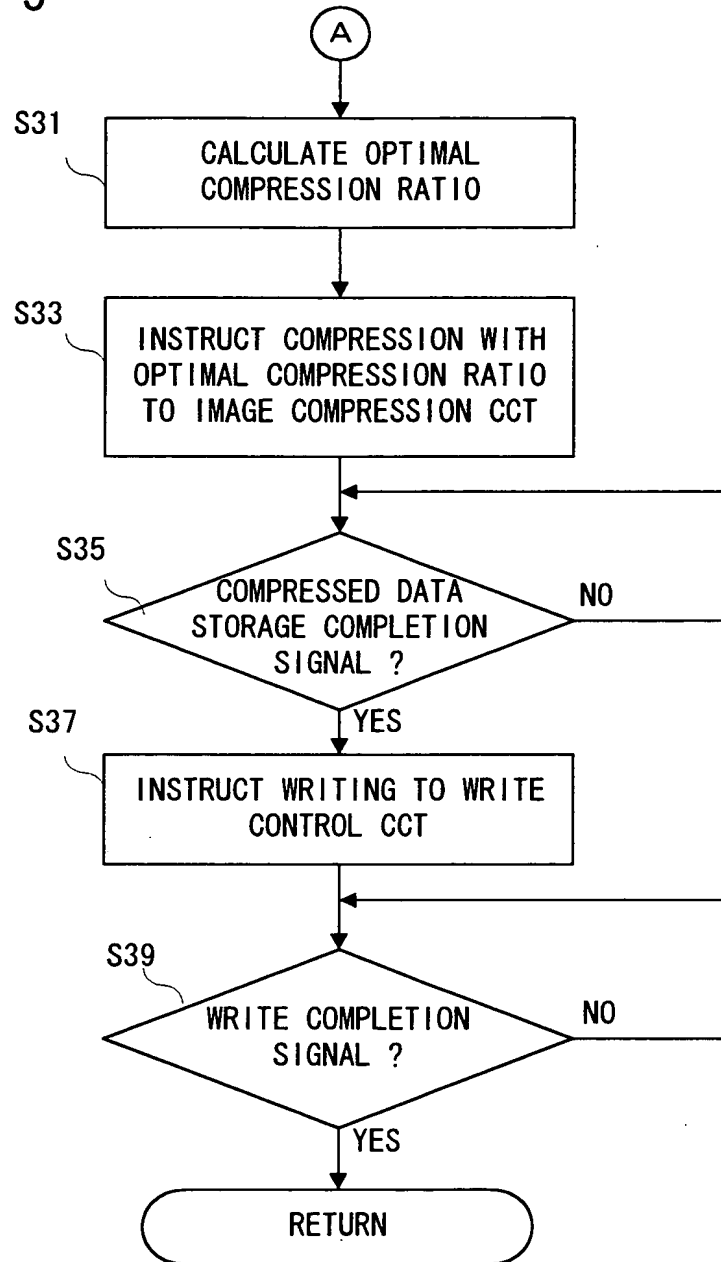 A
S31
CALCULATE OPTIMAL
COMPRESSION RATIO
S33
INSTRUCT COMPRESSION WITH
OPTIMAL COMPRESSION RATIO
TO IMAGE COMPRESSION CCT
S35
COMPRESSED DATA
STORAGE COMPLETION
SIGNAL ?
NO
YES
S37
INSTRUCT WRITING TO WRITE
CONTROL CCT
S39
WRITE COMPLETION
SIGNAL ?
NO
YES
RETURN